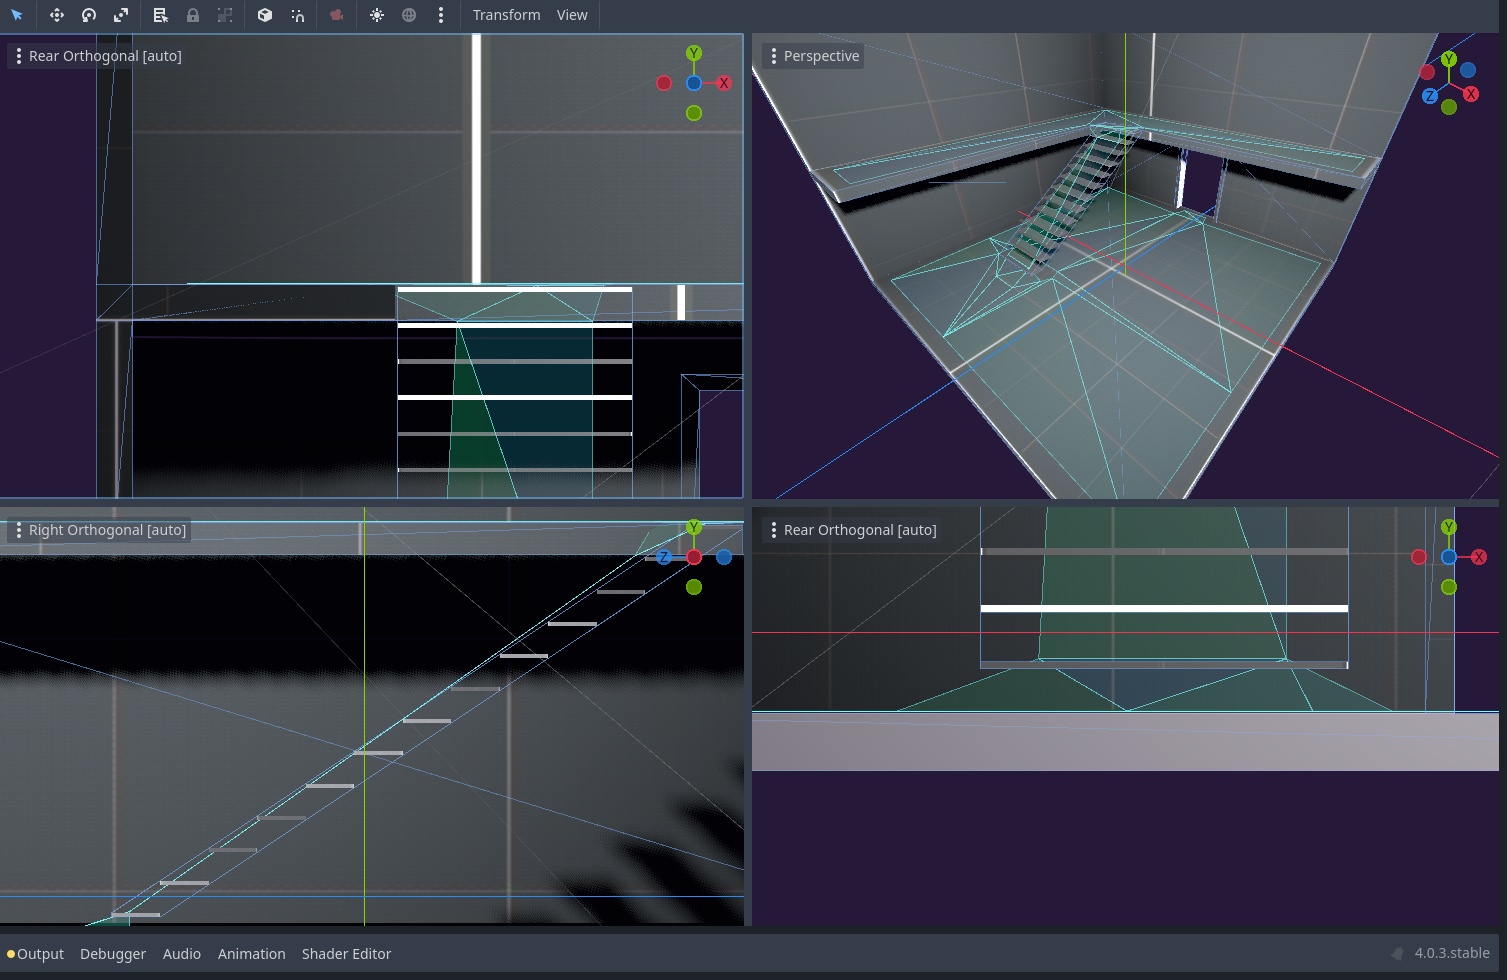 Transform View
Rear Orthogonal [auto]
Y
X
Perspective
Y
Z
X
Right Orthogonal [auto]
Y
Z
Rear Orthogonal [auto]
Y
X
Output Debugger Audio Animation Shader Editor 4.0.3.stable